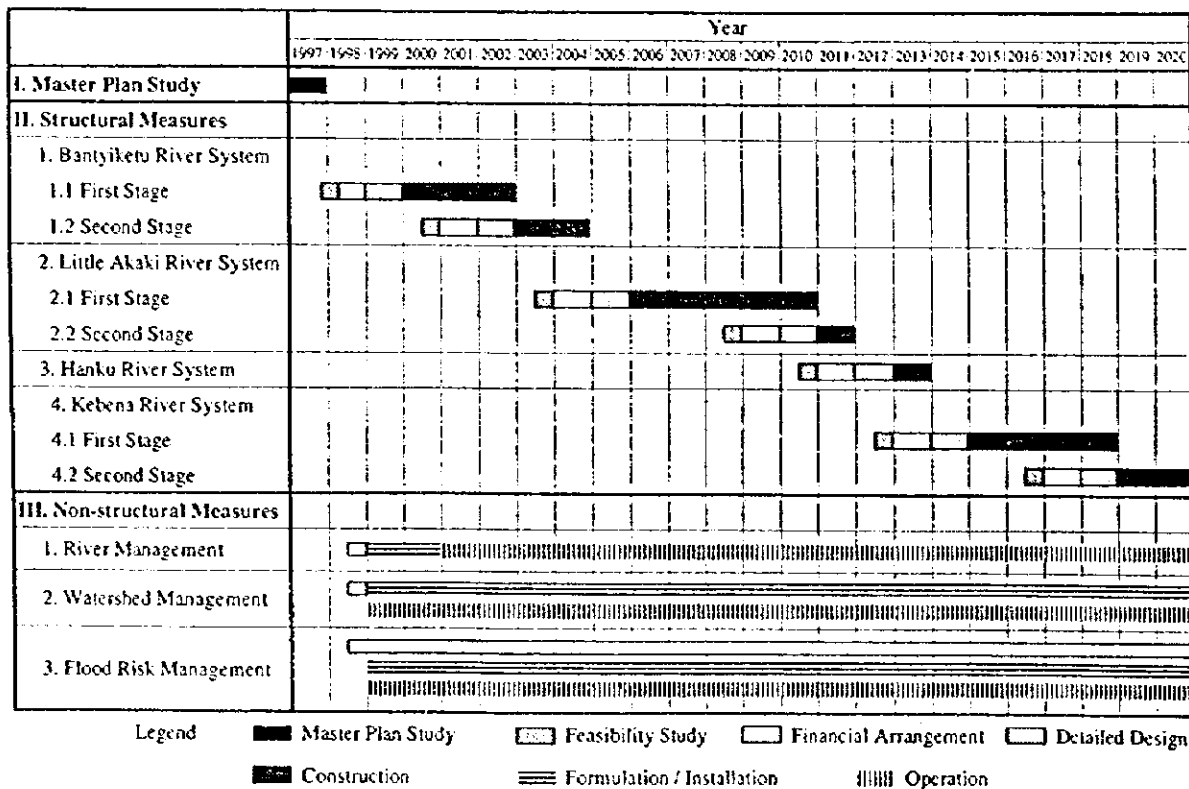 Year
1997 1998 1999 2000 2001 2002 2003 2004 2005 2006 2007 2008 2009 2010 2011 2012 2013 2014 2015 2016 2017 2018 2019 2020
I. Master Plan Study
II. Structural Measures
1. Bantyiketu River System
1.1 First Stage
1.2 Second Stage
2. Little Akaki River System
2.1 First Stage
2.2 Second Stage
3. Hanku River System
4. Kebena River System
4.1 First Stage
4.2 Second Stage
III. Non-structural Measures
1. River Management
2. Watershed Management
3. Flood Risk Management
Legend Master Plan Study Feasibility Study Financial Arrangement Detailed Design
Construction Formulation / Installation Operation